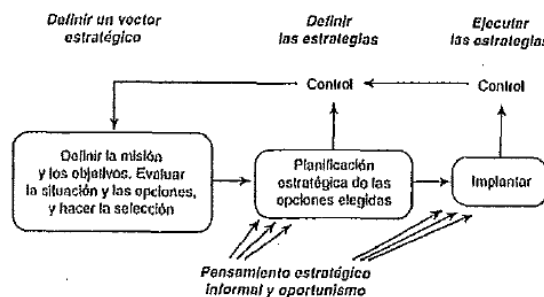 Definir un vector
estratégico
Definir
las estrategias
Ejecutar
las estrategias
Control
Control
Definir la misión
y los objetivos. Evaluar
la situación y las opciones,
y hacer la selección
Planificación
estratégica de las
opciones elegidas
Implantar
Pensamiento estratégico
informal y oportunismo